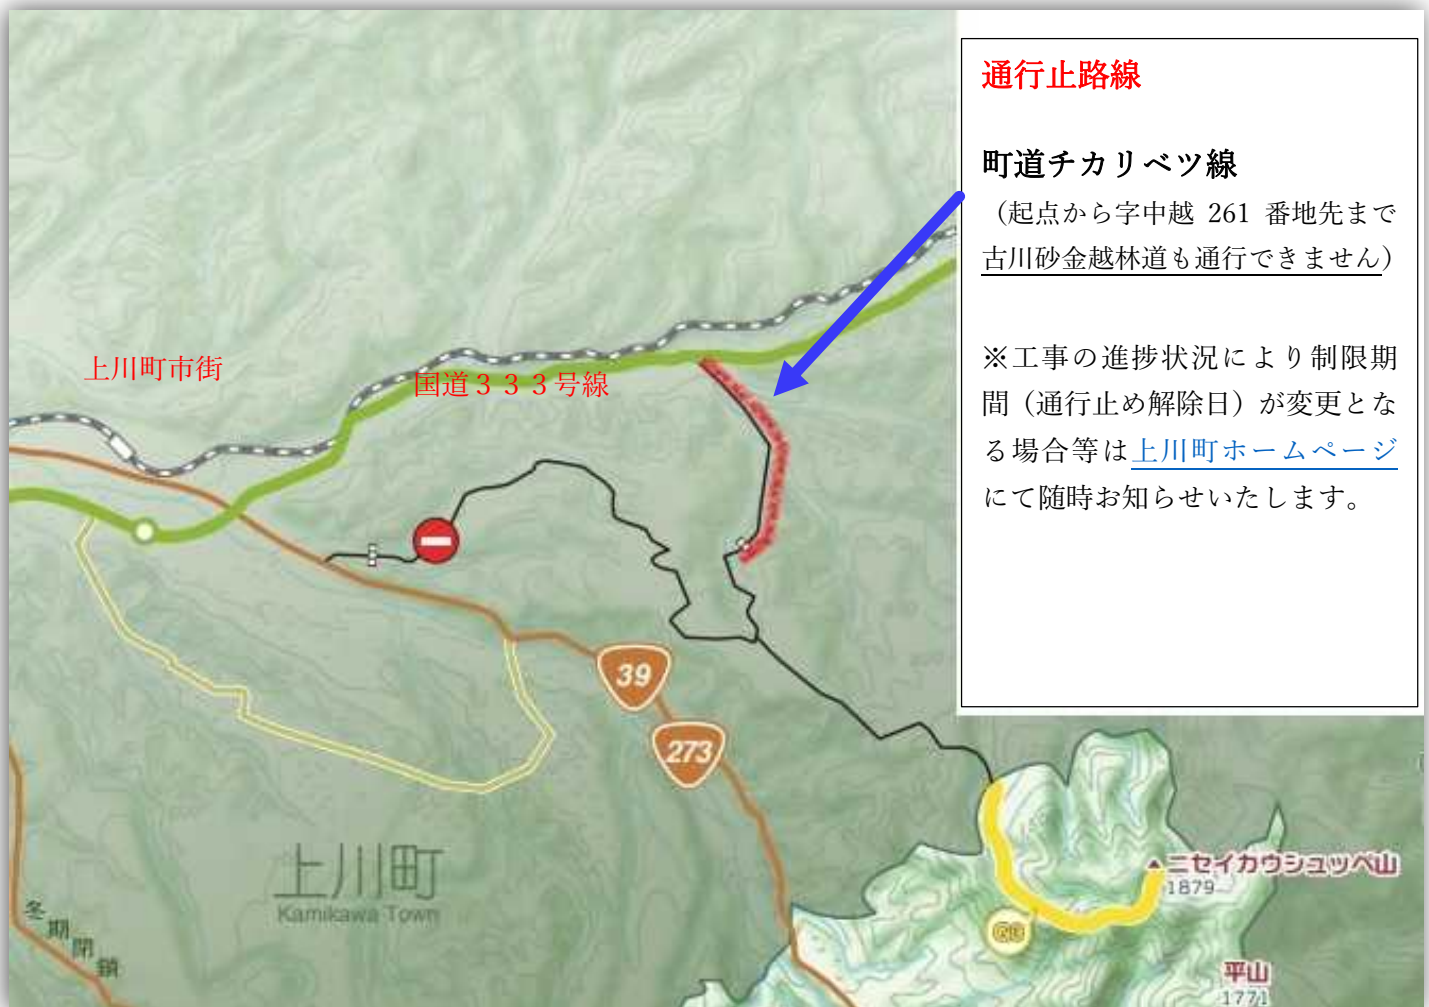 通行止路線
町道チカリベツ線
（起点から字中越 261 番地先まで
古川砂金越林道も通行できません）
※工事の進捗状況により制限期
間（通行止め解除日）が変更とな
る場合等は上川町ホームページ
にて随時お知らせいたします。
上川町市街
国道３３３号線
39
273
上川町
Kamikawa Town
冬期閉鎖
ニセイカウシュッペ山
1879
平山
1771